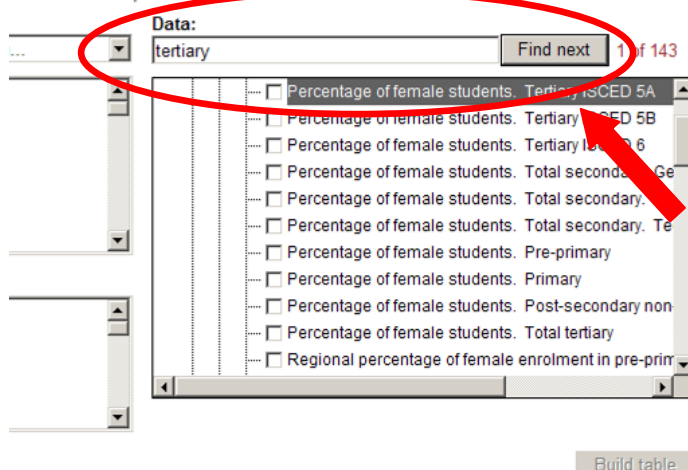 Data:
...
tertiary
Find next
1 of 143
Percentage of female students. Tertiary ISCED 5A
Percentage of female students. Tertiary ISCED 5B
Percentage of female students. Tertiary ISCED 6
Percentage of female students. Total secondary. Ge
Percentage of female students. Total secondary.
Percentage of female students. Total secondary. Te
Percentage of female students. Pre-primary
Percentage of female students. Primary
Percentage of female students. Post-secondary non-
Percentage of female students. Total tertiary
Regional percentage of female enrolment in pre-prim
Build table